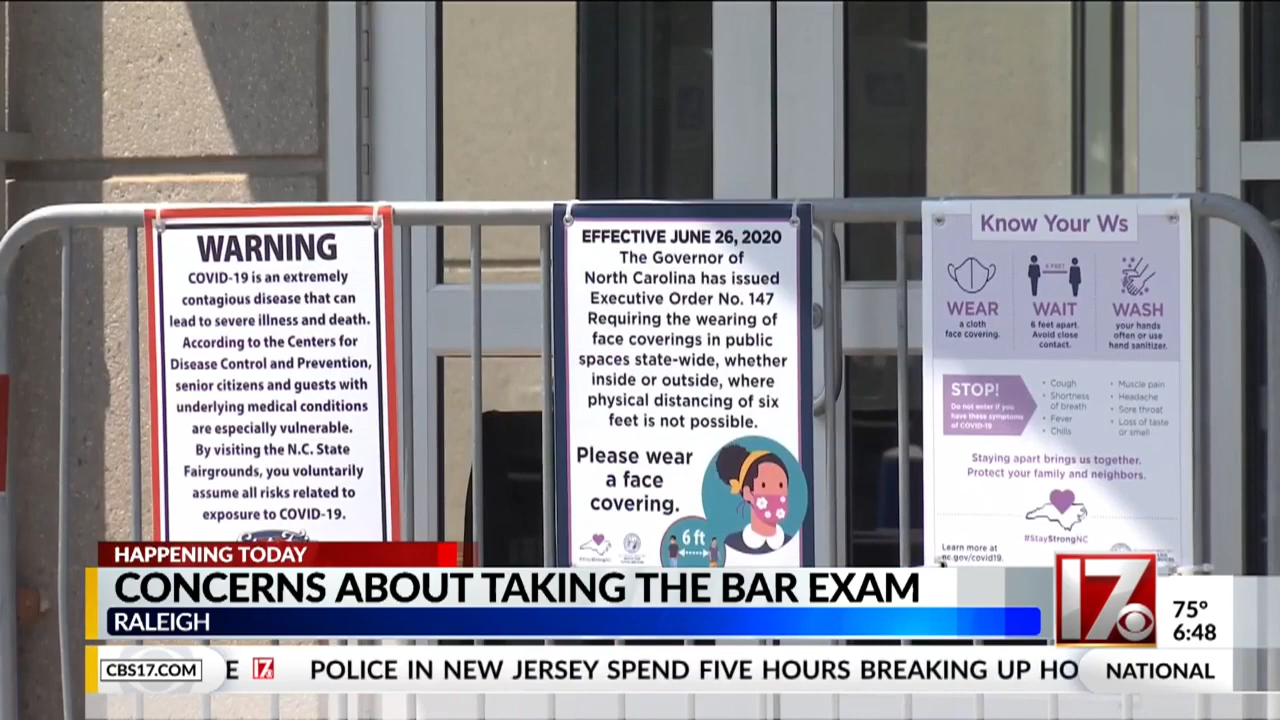 WARNING
COVID-19 is an extremely
contagious disease that can
lead to severe illness and death.
According to the Centers for
Disease Control and Prevention,
senior citizens and guests with
underlying medical conditions
are especially vulnerable.
By visiting the N.C. State
Fairgrounds, you voluntarily
assume all risks related to
exposure to COVID-19.
EFFECTIVE JUNE 26, 2020
The Governor of
North Carolina has issued
Executive Order No. 147
Requiring the wearing of
face coverings in public
spaces state-wide, whether
inside or outside, where
physical distancing of six
feet is not possible.
Please wear
a face
covering.
6 ft
Know Your Ws
6 FEET
WEAR
a cloth
face covering.
WAIT
6 feet apart.
Avoid close
contact.
WASH
your hands
often or use
hand sanitizer.
STOP!
Do not enter if you
have these symptoms
of COVID-19
• Cough
• Shortness
of breath
• Fever
• Chills
• Muscle pain
• Headache
• Sore throat
• Loss of taste
or smell
Staying apart brings us together.
Protect your family and neighbors.
#StayStrongNC
Learn more at
nc.gov/covid19.
HAPPENING TODAY
CONCERNS ABOUT TAKING THE BAR EXAM
RALEIGH
17
75°
6:48
CBS17.COM
E 17 POLICE IN NEW JERSEY SPEND FIVE HOURS BREAKING UP HO
NATIONAL